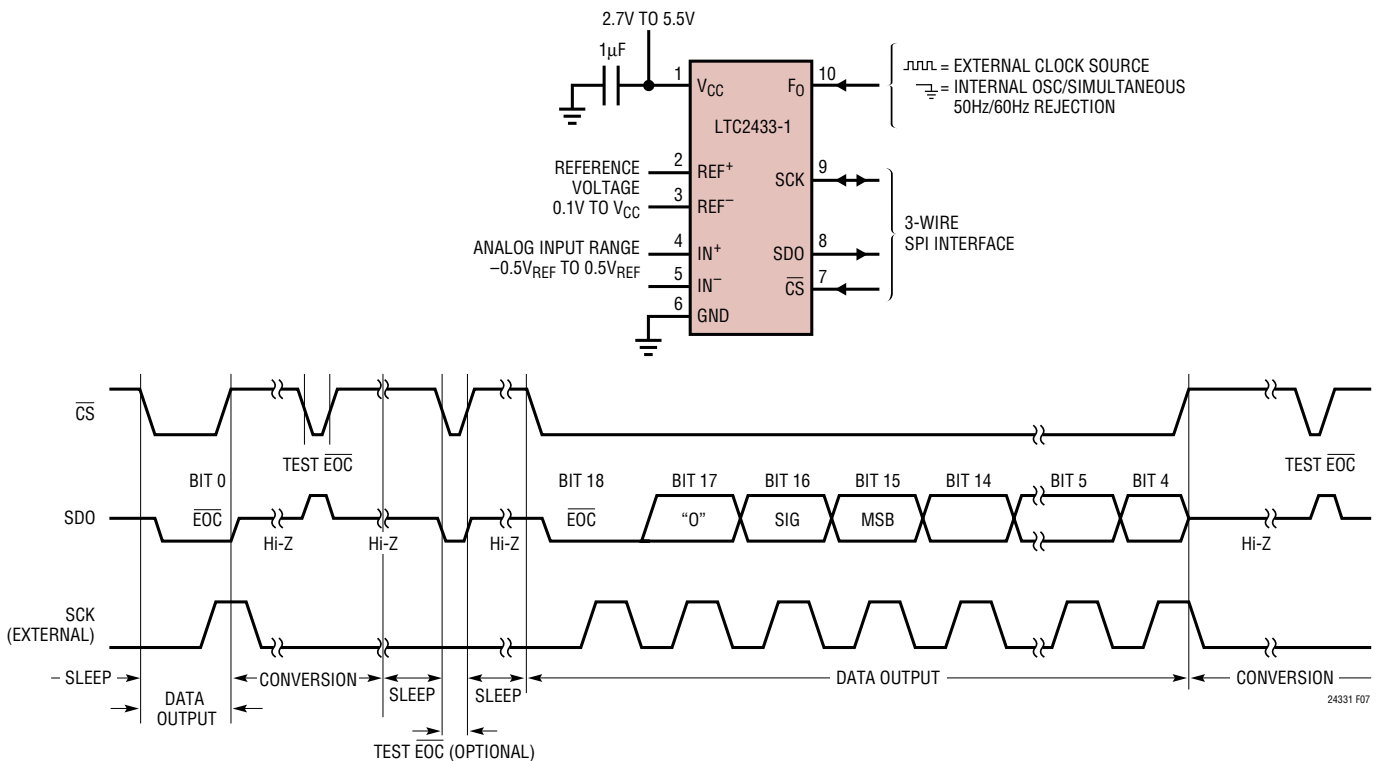 2.7V TO 5.5V
1µF
1
VCC
FO
10
= EXTERNAL CLOCK SOURCE
= INTERNAL OSC/SIMULTANEOUS
50Hz/60Hz REJECTION
LTC2433-1
REFERENCE
VOLTAGE
0.1V TO VCC
2
REF+
3
REF–
SCK
9
3-WIRE
SPI INTERFACE
ANALOG INPUT RANGE
–0.5VREF TO 0.5VREF
4
IN+
SDO
8
5
IN–
CS
7
6
GND
CS
TEST EOC
TEST EOC
BIT 0
BIT 18
BIT 17
BIT 16
BIT 15
BIT 14
BIT 5
BIT 4
SDO
EOC
EOC
“0”
SIG
MSB
Hi-Z
Hi-Z
Hi-Z
Hi-Z
SCK
(EXTERNAL)
SLEEP
DATA
OUTPUT
CONVERSION
SLEEP
SLEEP
DATA OUTPUT
CONVERSION
TEST EOC (OPTIONAL)
24331 F07